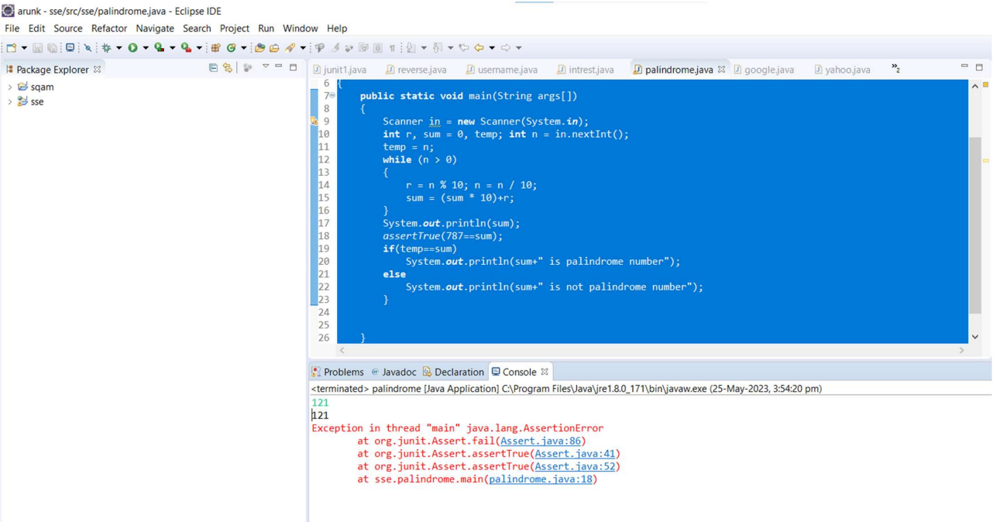 arunk - sse/src/sse/palindrome.java - Eclipse IDE
File Edit Source Refactor Navigate Search Project Run Window Help
Package Explorer
sqam
sse
junit1.java reverse.java username.java intrest.java palindrome.java google.java yahoo.java »2
6 {
7 public static void main(String args[])
8 {
9 Scanner in = new Scanner(System.in);
10 int r, sum = 0, temp; int n = in.nextInt();
11 temp = n;
12 while (n > 0)
13 {
14 r = n % 10; n = n / 10;
15 sum = (sum * 10)+r;
16 }
17 System.out.println(sum);
18 assertTrue(787==sum);
19 if(temp==sum)
20 System.out.println(sum+" is palindrome number");
21 else
22 System.out.println(sum+" is not palindrome number");
23 }
24
25
26 }
Problems @ Javadoc Declaration Console
<terminated> palindrome [Java Application] C:\Program Files\Java\jre1.8.0_171\bin\javaw.exe (25-May-2023, 3:54:20 pm)
121
121
Exception in thread "main" java.lang.AssertionError
at org.junit.Assert.fail(Assert.java:86)
at org.junit.Assert.assertTrue(Assert.java:41)
at org.junit.Assert.assertTrue(Assert.java:52)
at sse.palindrome.main(palindrome.java:18)